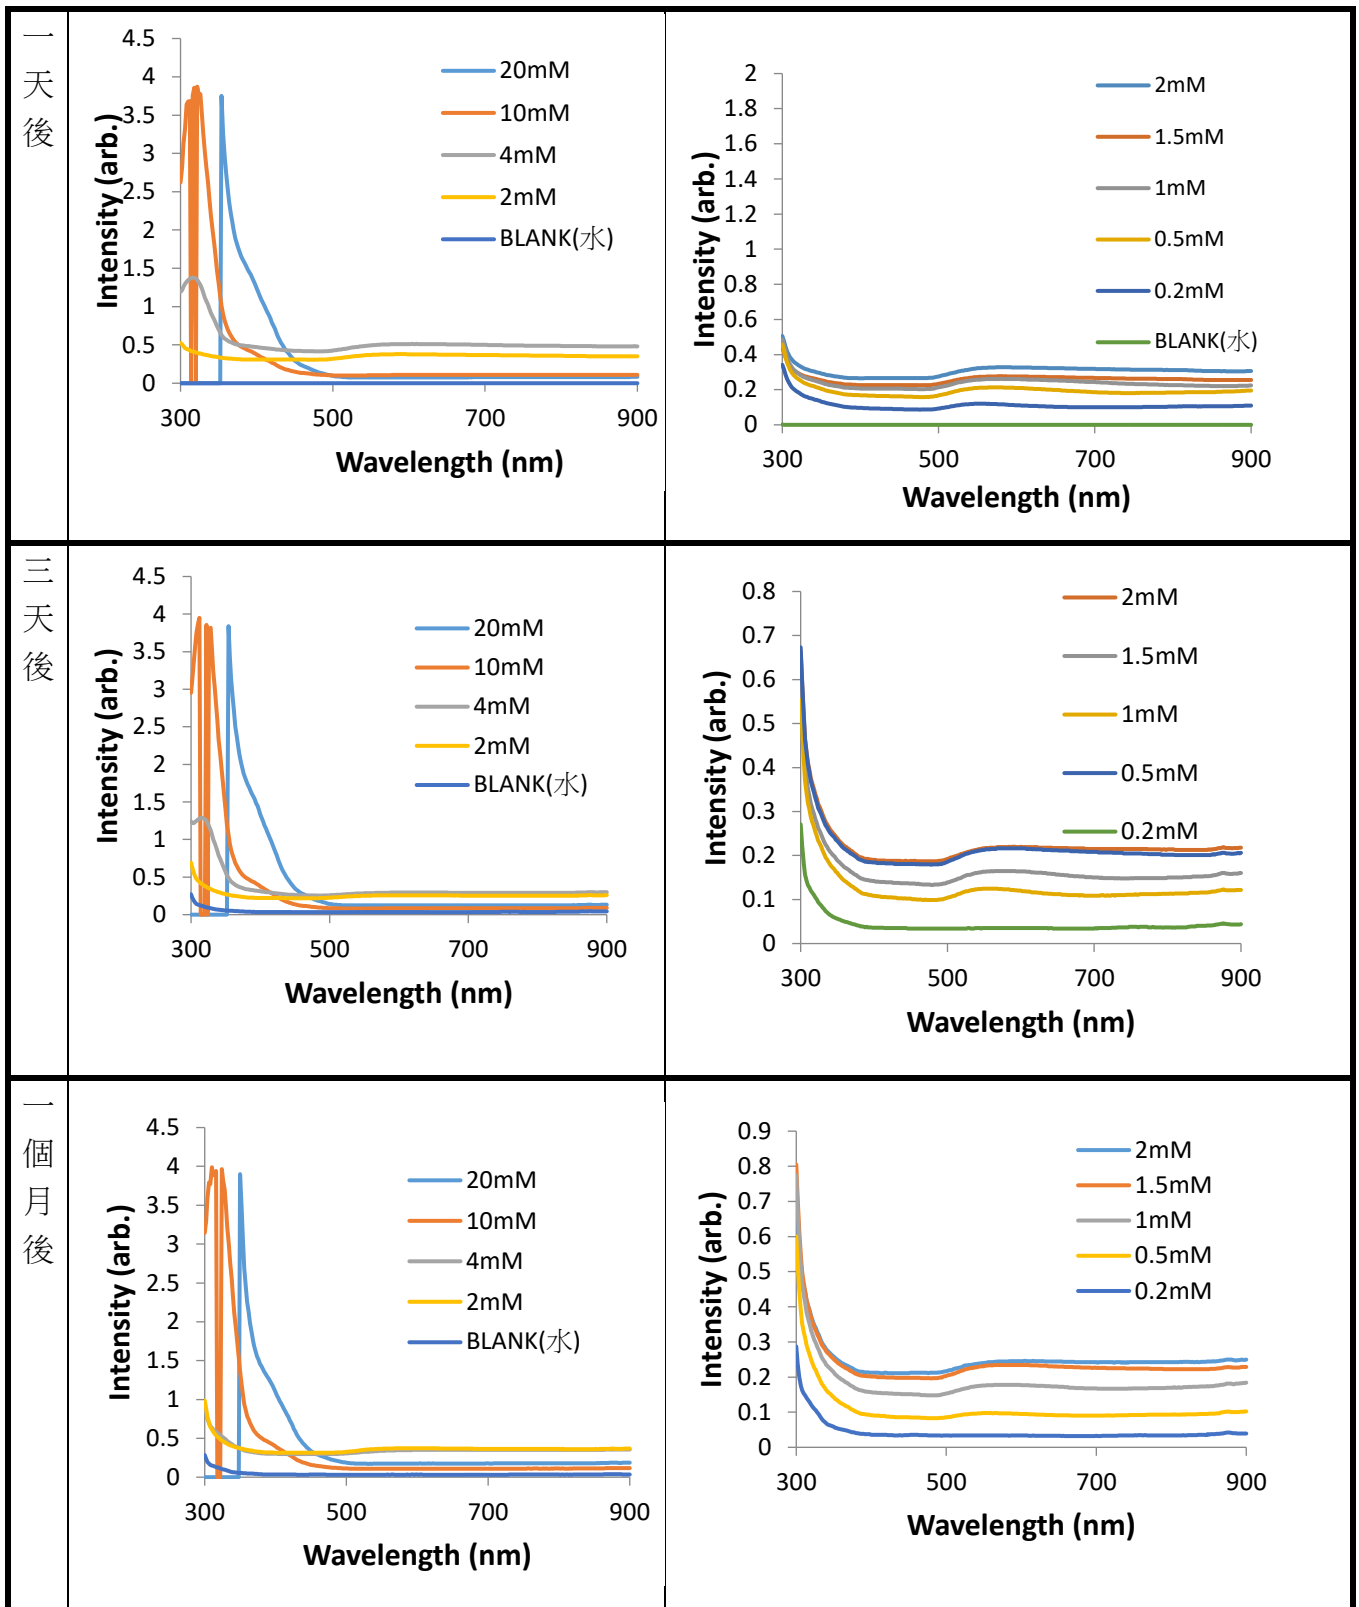 一
天
後
4.5
4
3.5
3
2.5
2
1.5
1
0.5
0
300
500
700
900
Intensity (arb.)
Wavelength (nm)
20mM
10mM
4mM
2mM
BLANK(水)
2
1.8
1.6
1.4
1.2
1
0.8
0.6
0.4
0.2
0
300
500
700
900
Intensity (arb.)
Wavelength (nm)
2mM
1.5mM
1mM
0.5mM
0.2mM
BLANK(水)
三
天
後
4.5
4
3.5
3
2.5
2
1.5
1
0.5
0
300
500
700
900
Intensity (arb.)
Wavelength (nm)
20mM
10mM
4mM
2mM
BLANK(水)
0.8
0.7
0.6
0.5
0.4
0.3
0.2
0.1
0
300
500
700
900
Intensity (arb.)
Wavelength (nm)
2mM
1.5mM
1mM
0.5mM
0.2mM
一
個
月
後
4.5
4
3.5
3
2.5
2
1.5
1
0.5
0
300
500
700
900
Intensity (arb.)
Wavelength (nm)
20mM
10mM
4mM
2mM
BLANK(水)
0.9
0.8
0.7
0.6
0.5
0.4
0.3
0.2
0.1
0
300
500
700
900
Intensity (arb.)
Wavelength (nm)
2mM
1.5mM
1mM
0.5mM
0.2mM